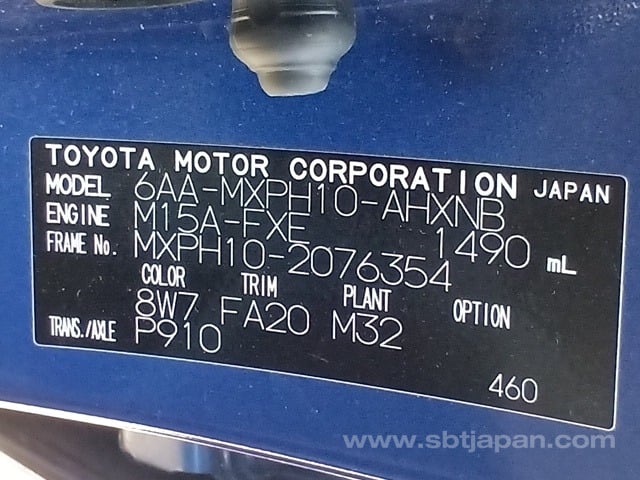 TOYOTA MOTOR CORPORATION JAPAN
MODEL 6AA-MXPH10-AHXNB
ENGINE M15A-FXE 1490 mL
FRAME No. MXPH10-2076354
COLOR TRIM PLANT OPTION
8W7 FA20 M32
TRANS./AXLE P910
460
www.sbtjapan.com